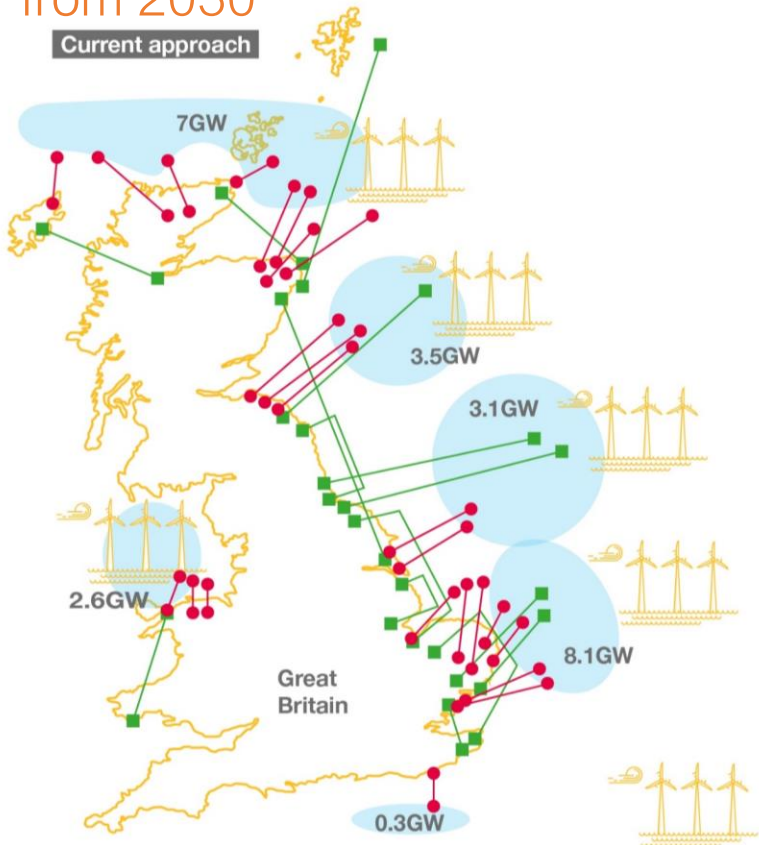 from 2030
Current approach
7GW
3.5GW
3.1GW
2.6GW
8.1GW
Great
Britain
0.3GW